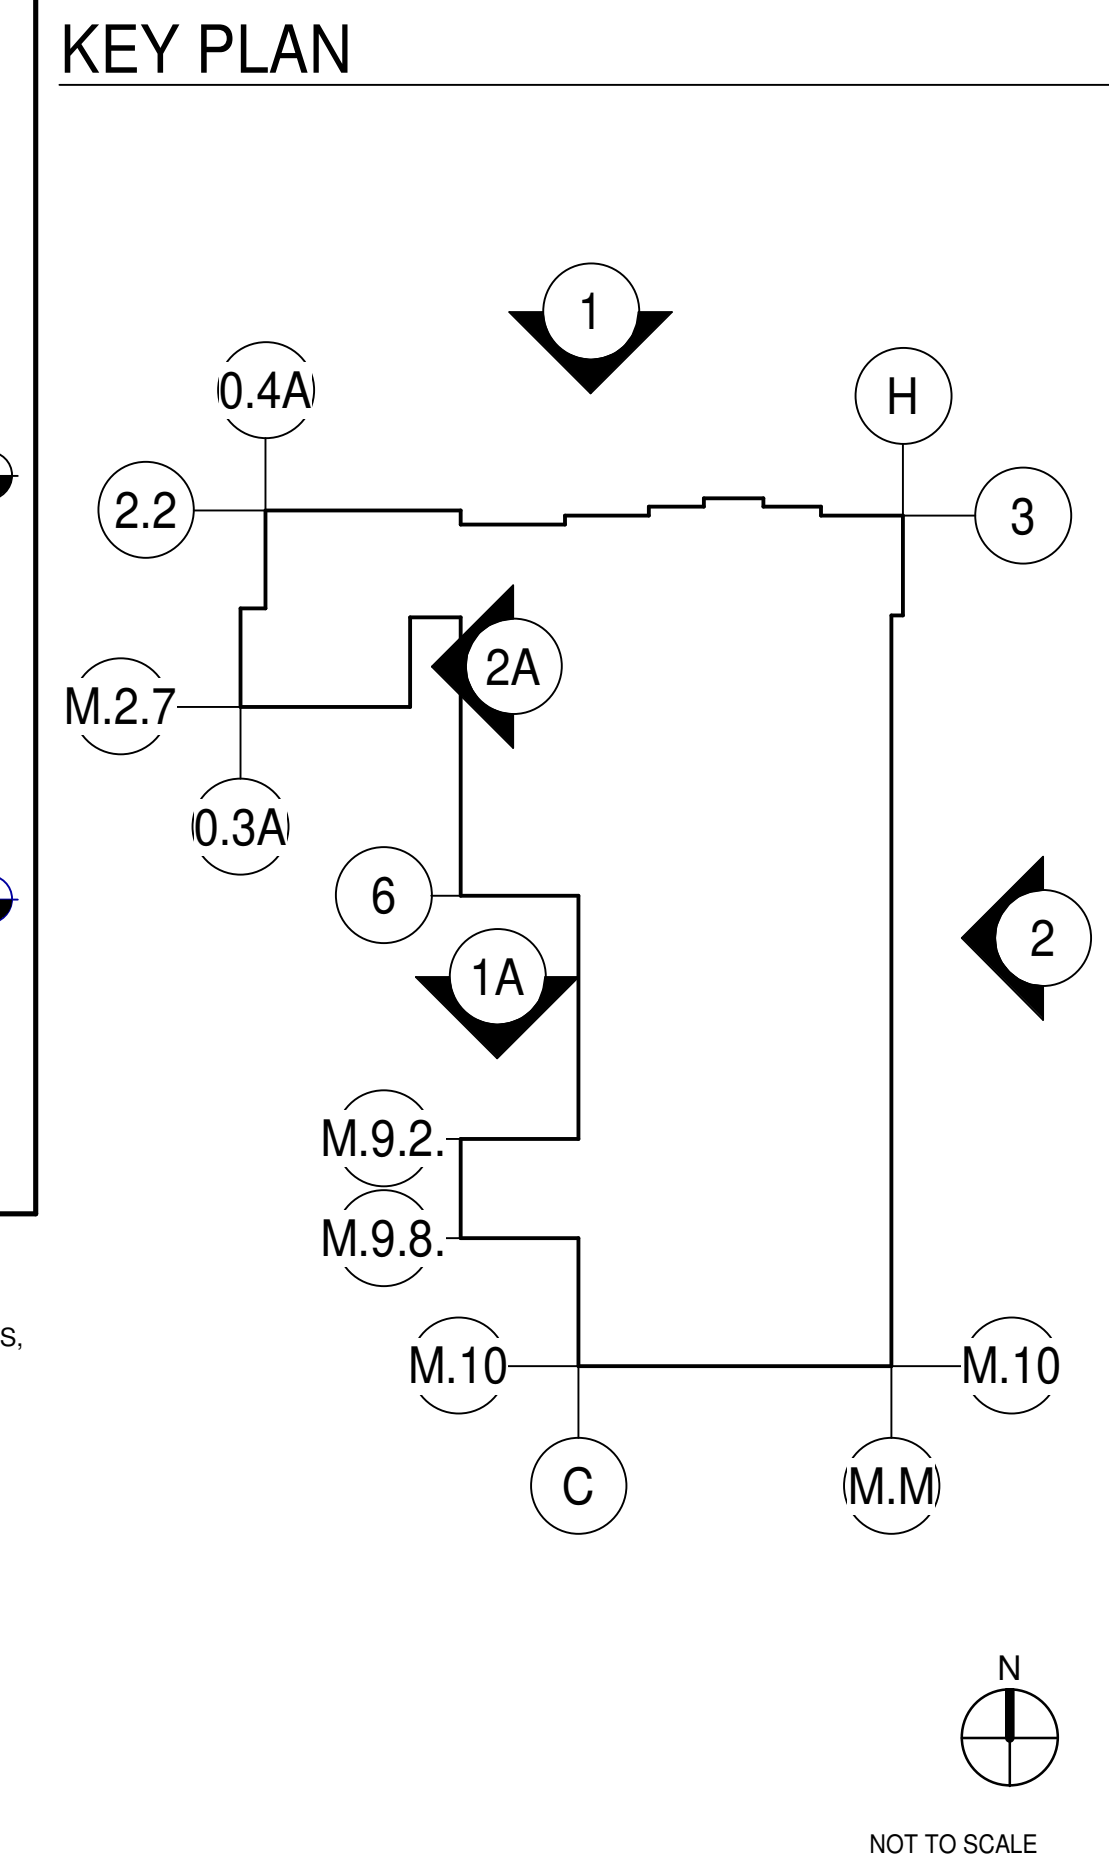 KEY PLAN
1
0.4A
H
2.2
3
2A
M.2.7
0.3A
6
2
1A
M.9.2.
M.9.8.
S,
M.10
M.10
C
M.M
N
NOT TO SCALE